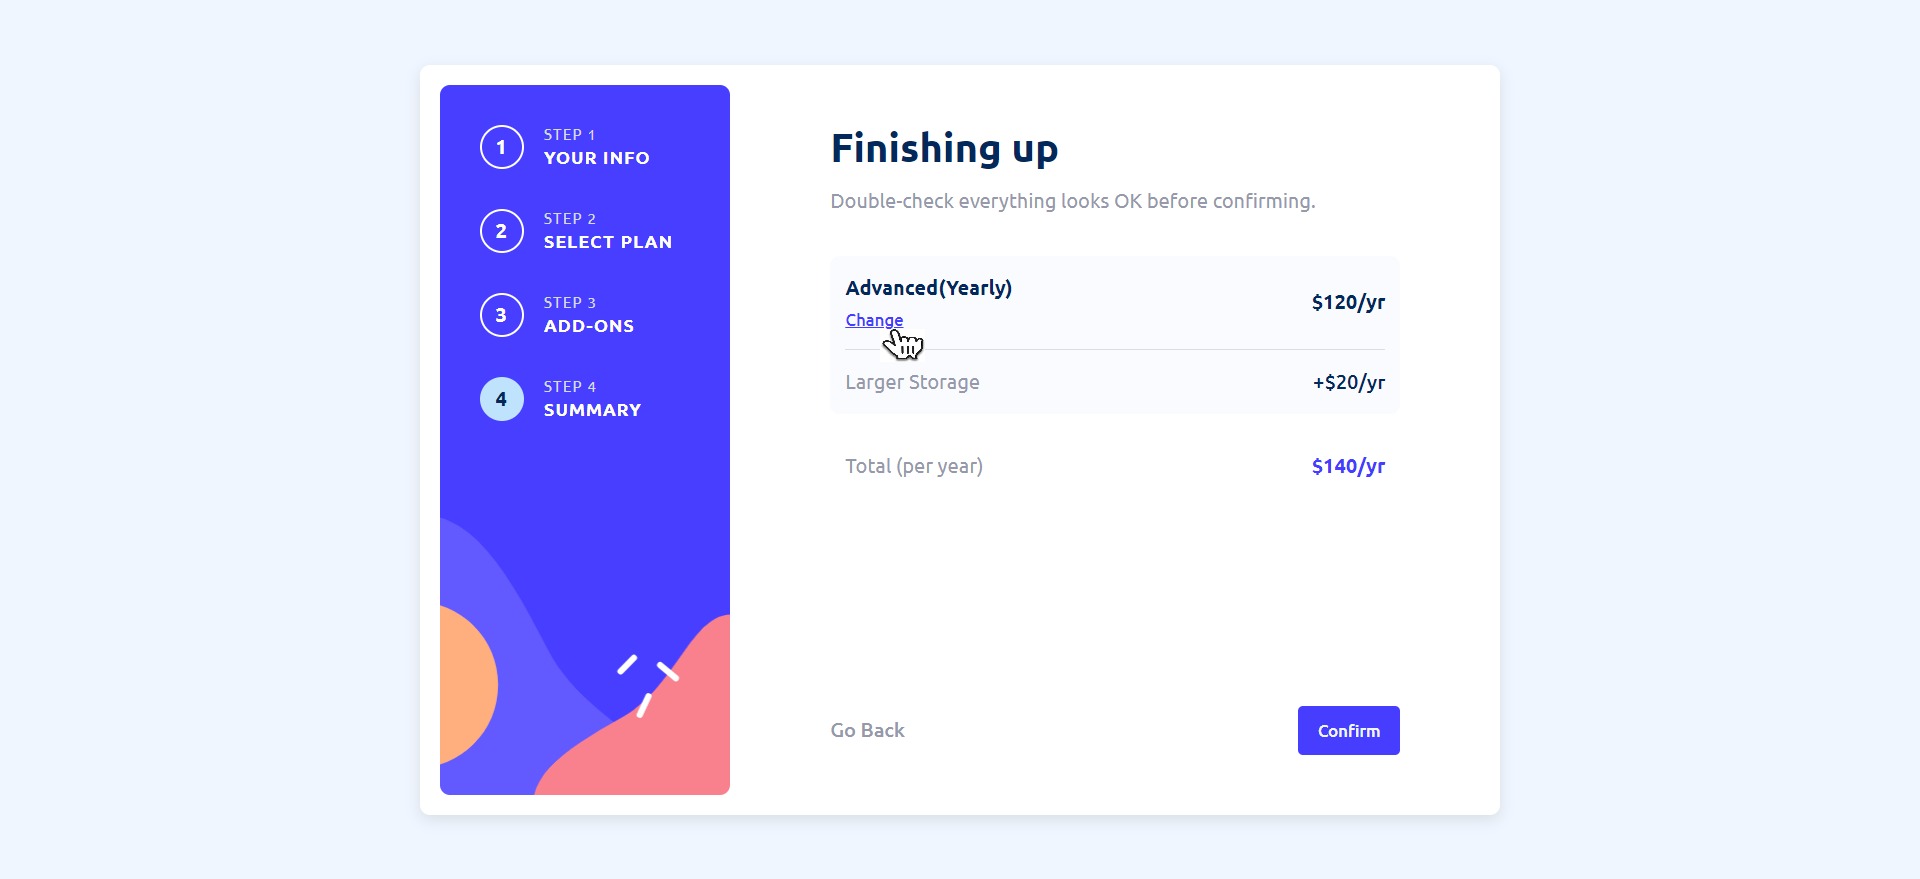 1
STEP 1
YOUR INFO
2
STEP 2
SELECT PLAN
3
STEP 3
ADD-ONS
4
STEP 4
SUMMARY
Finishing up
Double-check everything looks OK before confirming.
Advanced(Yearly)
Change
$120/yr
Larger Storage
+$20/yr
Total (per year)
$140/yr
Go Back
Confirm